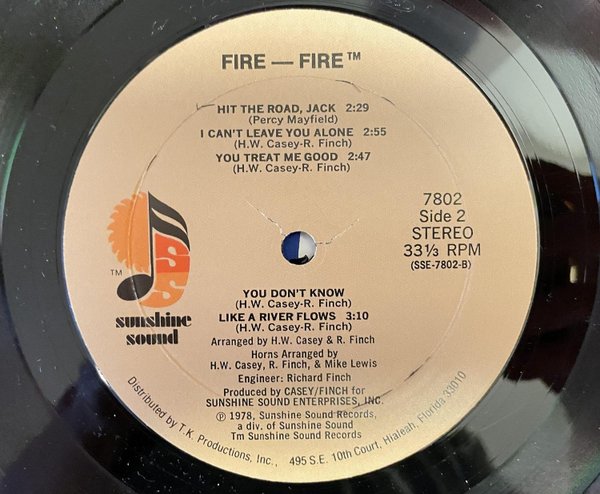 FIRE — FIRE™
HIT THE ROAD, JACK 2:29
(Percy Mayfield)
I CAN'T LEAVE YOU ALONE 2:55
(H.W. Casey-R. Finch)
YOU TREAT ME GOOD 2:47
(H.W. Casey-R. Finch)
7802
Side 2
STEREO
33⅓ RPM
(SSE-7802-B)
SS
TM
sunshine
sound
YOU DON'T KNOW
(H.W. Casey-R. Finch)
LIKE A RIVER FLOWS 3:10
(H.W. Casey-R. Finch)
Arranged by H.W. Casey & R. Finch
Horns Arranged by
H.W. Casey, R. Finch, & Mike Lewis
Engineer: Richard Finch
Produced by CASEY/FINCH for
SUNSHINE SOUND ENTERPRISES, INC.
℗ 1978, Sunshine Sound Records,
a div. of Sunshine Sound
Tm Sunshine Sound Records
Distributed by T.K. Productions, Inc., 495 S.E. 10th Court, Hialeah, Florida 33010